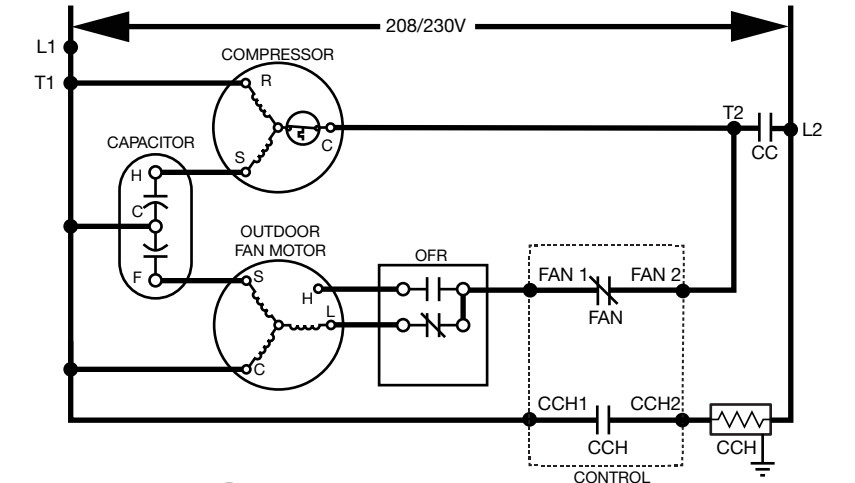 208/230V
L1
COMPRESSOR
T1
R
T2
C
L2
CC
CAPACITOR
S
H
C
OUTDOOR
FAN MOTOR
OFR
F
S
H
FAN 1
FAN 2
L
FAN
C
CCH1
CCH2
CCH
CCH
CONTROL